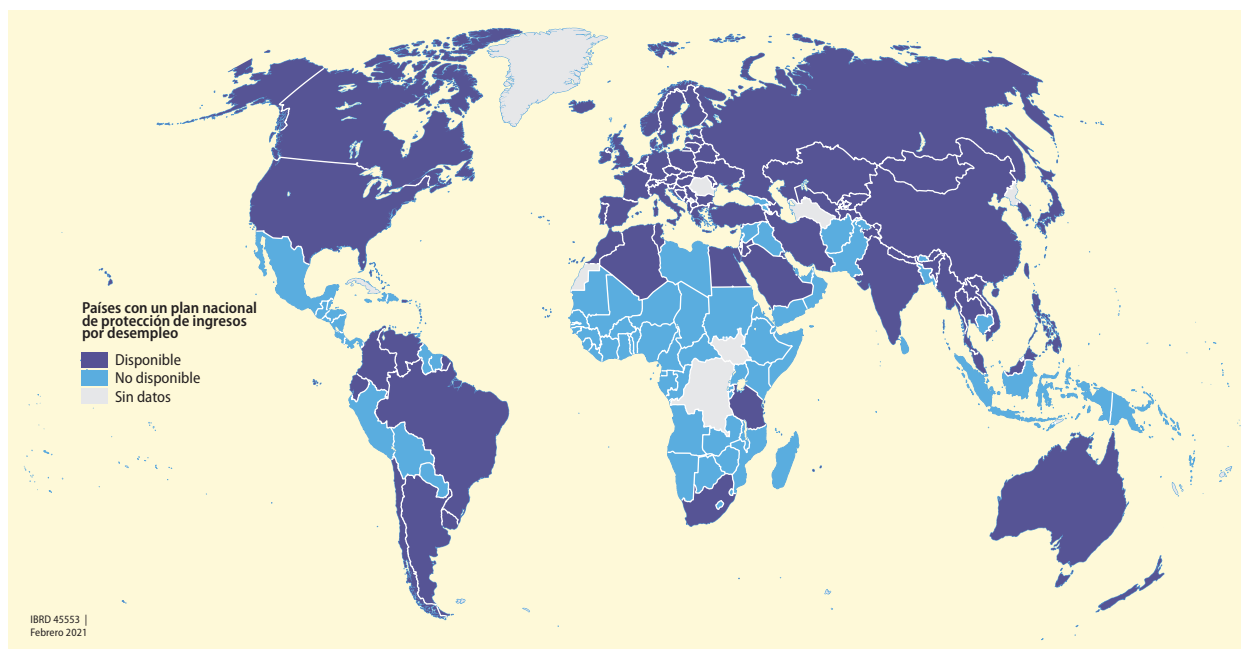 Países con un plan nacional
de protección de ingresos
por desempleo
Disponible
No disponible
Sin datos
IBRD 45553 |
Febrero 2021